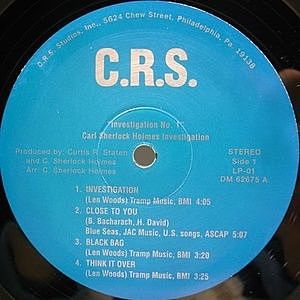 C.R.S. Studios, Inc., 5624 Chew Street, Philadelphia, Pa. 19138
C.R.S.
"Investigation No. 1"
Carl Sherlock Holmes Investigation
Produced by: Curtis R. Staten
and C. Sherlock Holmes
Arr: C. Sherlock Holmes
STEREO
Side 1
LP-01
DM 62675 A
1. INVESTIGATION
(Len Woods) Tramp Music, BMI 4:05
2. CLOSE TO YOU
(B. Bacharach, H. David)
Blue Seas, JAC Music, U.S. songs, ASCAP 5:07
3. BLACK BAG
(Len Woods) Tramp Music, BMI 3:20
4. THINK IT OVER
(Len Woods) Tramp Music, BMI 3:25